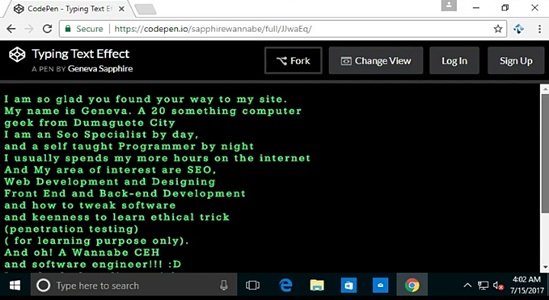 CodePen - Typing Text Ef
Secure https://codepen.io/sapphirewannabe/full/JJwaEq/
Typing Text Effect
A PEN BY Geneva Sapphire
Fork
Change View
Log In
Sign Up
I am so glad you found your way to my site.
My name is Geneva. A 20 something computer
geek from Dumaguete City
I am an Seo Specialist by day,
and a self taught Programmer by night
I usually spends my more hours on the internet
And My area of interest are SEO,
Web Development and Designing
Front End and Back-end Development
and how to tweak software
and keenness to learn ethical trick
(penetration testing)
( for learning purpose only).
And oh! A Wannabe CEH
and software engineer!!! :D
Type here to search
4:02 AM
7/15/2017